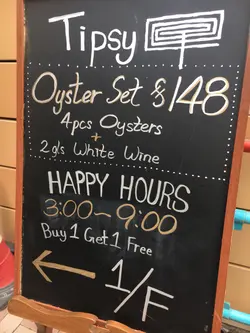 Tipsy
Oyster Set $148
4pcs Oysters
+
2gls White Wine
HAPPY HOURS
3:00~9:00
Buy 1 Get 1 Free
← 1/F